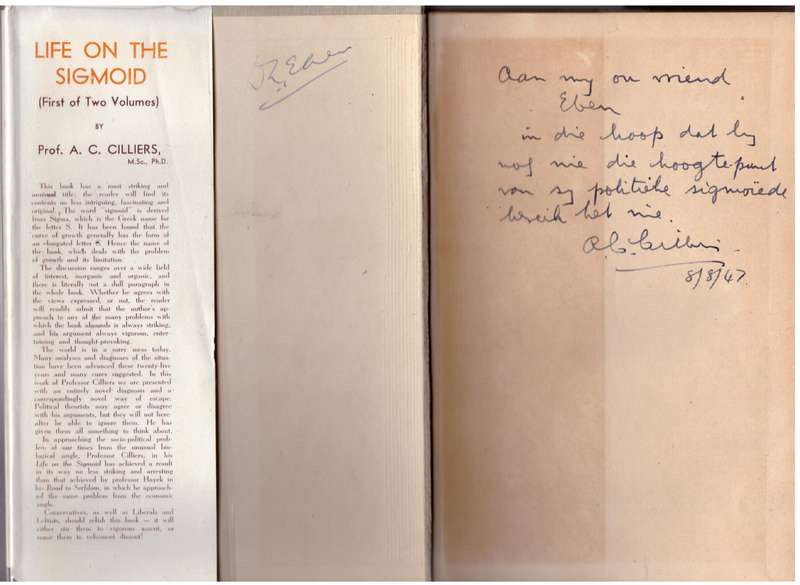 LIFE ON THE
SIGMOID
(First of Two Volumes)
BY
Prof. A. C. CILLIERS,
M.Sc., Ph.D.
This book has a most striking and
unusual title; the reader will find its
contents no less intriguing, fascinating and
original. The word sigmoid is derived
from Sigma, which is the Greek name for
the letter S. It has been found that the
curve of growth generally has the form of
an elongated letter S. Hence the name of
the book, which deals with the problem
of growth and its limitation.
The discussion ranges over a wide field
of interest, inorganic and organic, and
there is literally not a dull paragraph in
the whole book. Whether he agrees with
the views expressed, or not, the reader
will readily admit that the author's ap-
proach to any of the many problems with
which the book abounds is always striking,
and his argument always vigorous, enter-
taining and thought-provoking.
The world is in a sorry mess today.
Many analyses and diagnoses of the situa-
tion have been advanced these twenty-five
years and many cures suggested. In this
work of Professor Cilliers we are presented
with an entirely novel diagnosis and a
correspondingly novel way of escape.
Political theorists may agree or disagree
with his arguments, but they will not here
after be able to ignore them. He has
given them all something to think about.
In approaching the socio-political prob-
lem of our times from the unusual bio-
logical angle, Professor Cilliers, in his
Life on the Sigmoid has achieved a result
in its way no less striking and arresting
than that achieved by professor Hayek in
his Road to Serfdom, in which he approach-
ed the same problem from the economic
angle.
Conservatives, as well as Liberals and
Leftists, should relish this book — it will
either stir them to vigorous assent, or
rouse them to vehement dissent!
Eben
Aan my ou vriend
Eben
in die hoop dat hy
nog nie die hoogte-punt
van sy politieke sigmoiede
bereik het nie.
A.C. Cilliers
8/8/47.